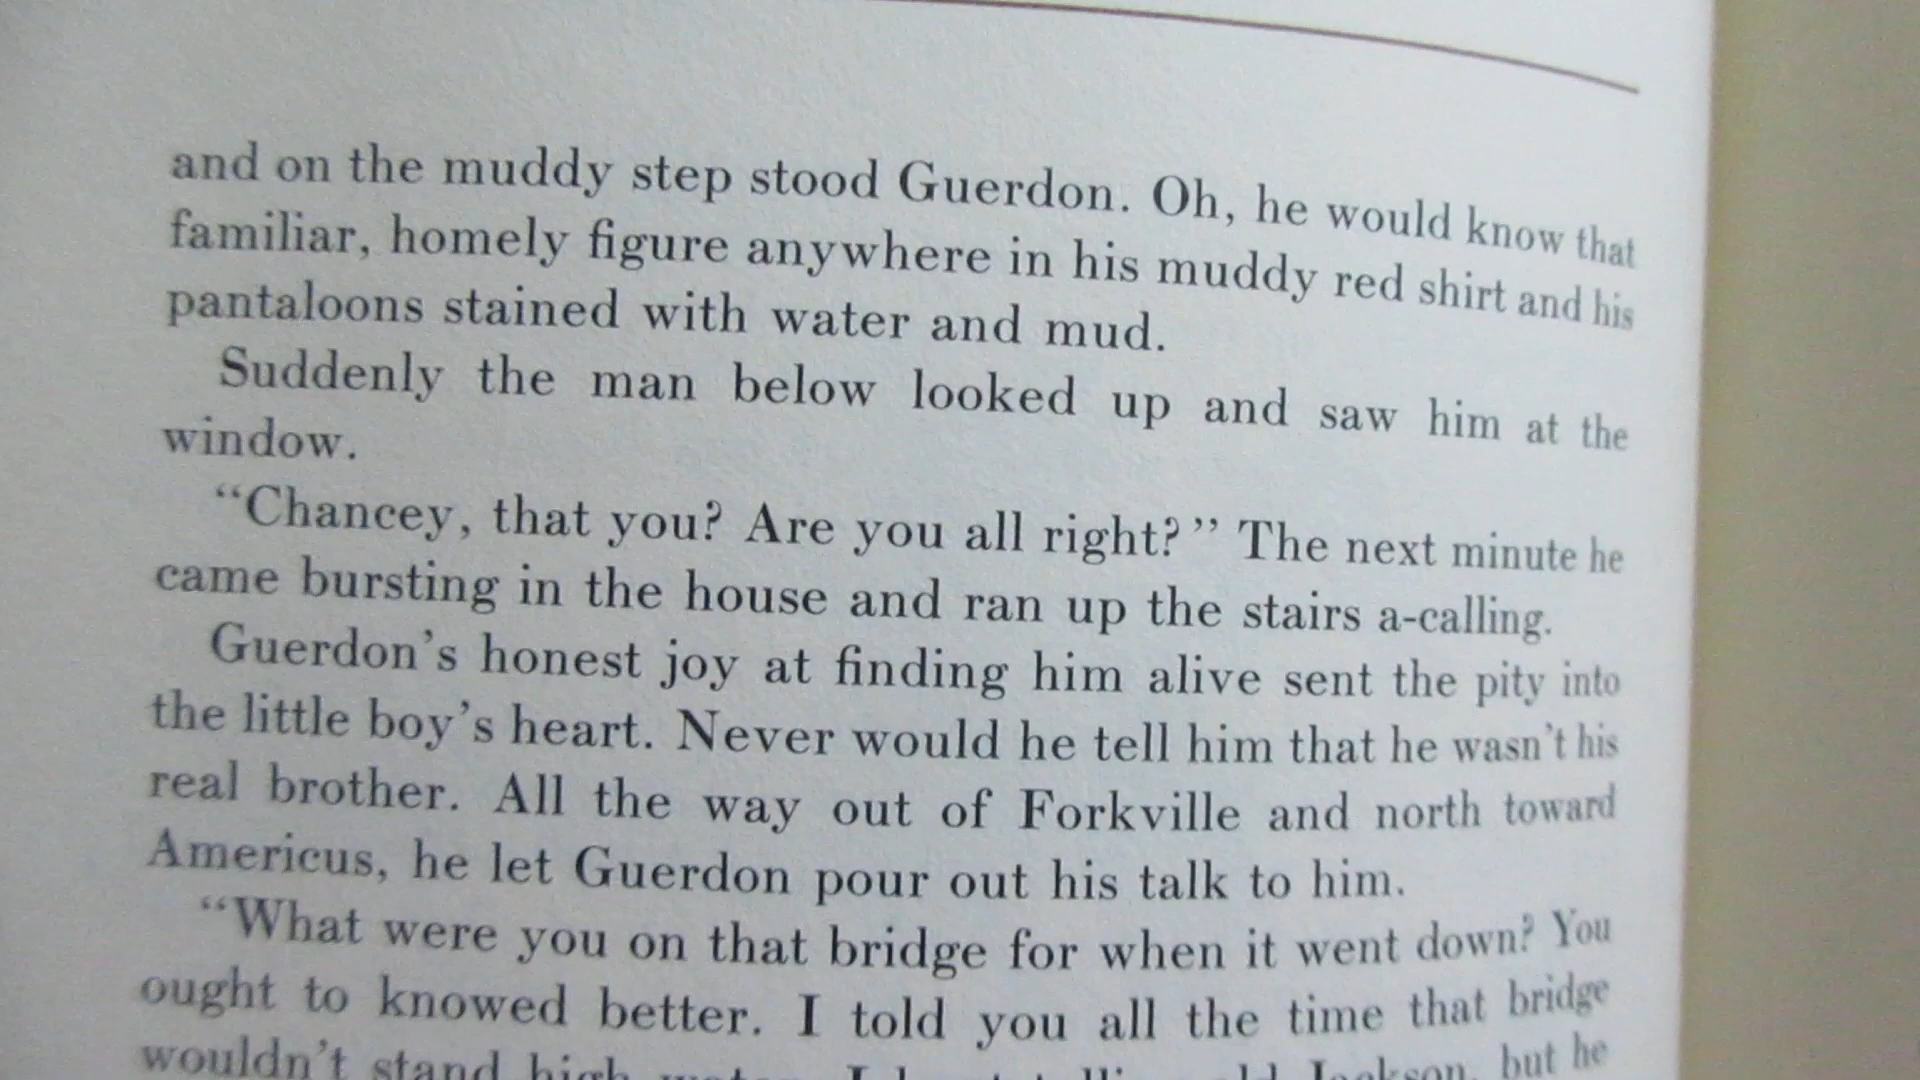 and on the muddy step stood Guerdon. Oh, he would know that
familiar, homely figure anywhere in his muddy red shirt and his
pantaloons stained with water and mud.
Suddenly the man below looked up and saw him at the
window.
“Chancey, that you? Are you all right?” The next minute he
came bursting in the house and ran up the stairs a-calling.
Guerdon’s honest joy at finding him alive sent the pity into
the little boy’s heart. Never would he tell him that he wasn’t his
real brother. All the way out of Forkville and north toward
Americus, he let Guerdon pour out his talk to him.
“What were you on that bridge for when it went down? You
ought to knowed better. I told you all the time that bridge
wouldn’t stand high water. I Jackson, but he